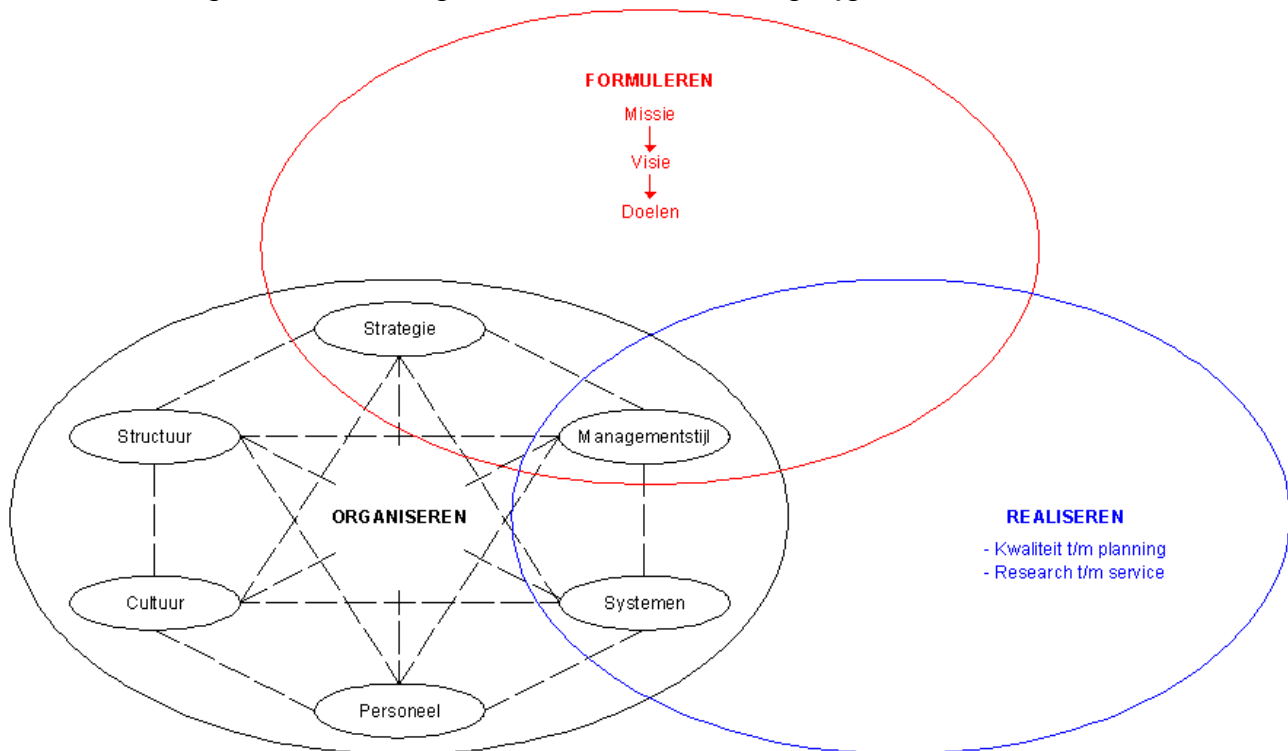 FORMULEREN
Missie
Visie
Doelen
Strategie
Structuur
Managementstijl
ORGANISEREN
REALISEREN
- Kwaliteit t/m planning
- Research t/m service
Cultuur
Systemen
Personeel